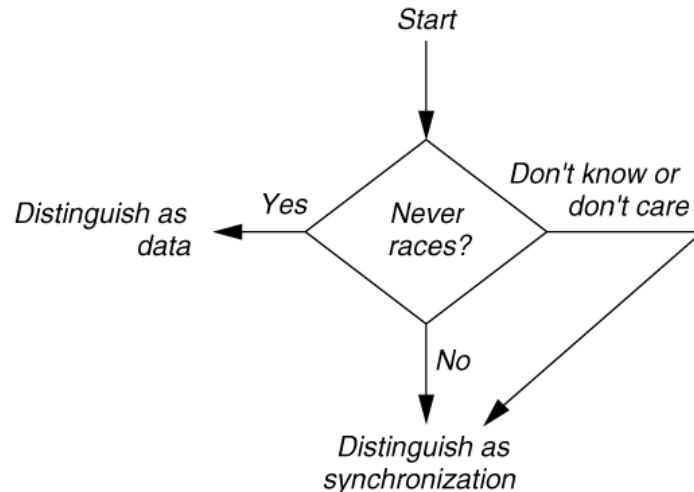 Start
Don't know or
don't care
Yes
Distinguish as
data
Never
races?
No
Distinguish as
synchronization